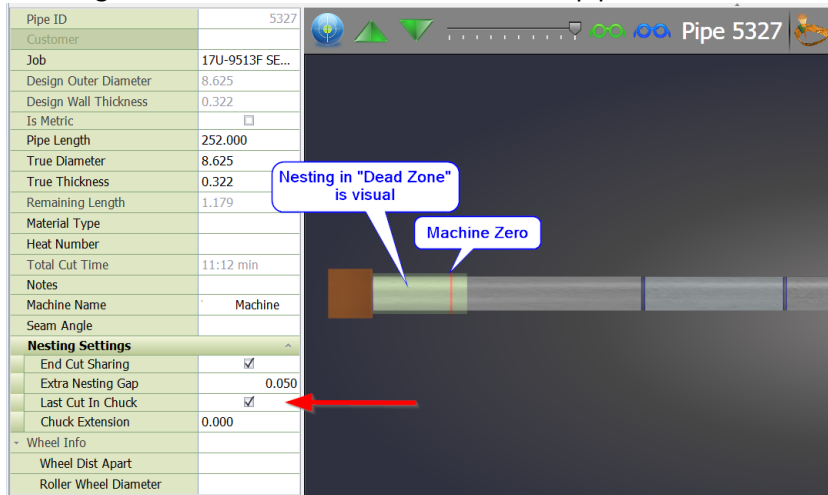 Pipe ID 5327
Customer
Job 17U-9513F SE...
Design Outer Diameter 8.625
Design Wall Thickness 0.322
Is Metric
Pipe Length 252.000
True Diameter 8.625
True Thickness 0.322
Remaining Length 1.179
Material Type
Heat Number
Total Cut Time 11:12 min
Notes
Machine Name Machine
Seam Angle
Nesting Settings
End Cut Sharing
Extra Nesting Gap 0.050
Last Cut In Chuck
Chuck Extension 0.000
Wheel Info
Wheel Dist Apart
Roller Wheel Diameter
Pipe 5327
Nesting in "Dead Zone"
is visual
Machine Zero